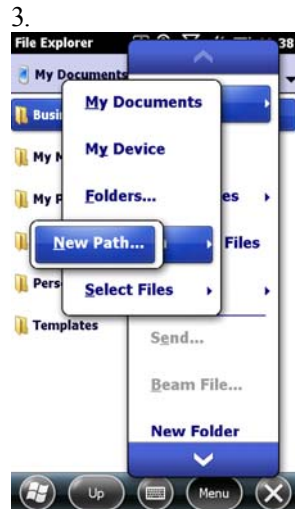 3.
File Explorer 38
My Documents
My Documents
Busi
My Device
My M
Folders...
My P es
New Path... Files
Pers Select Files
Templates
Send...
Beam File...
New Folder
Up Menu